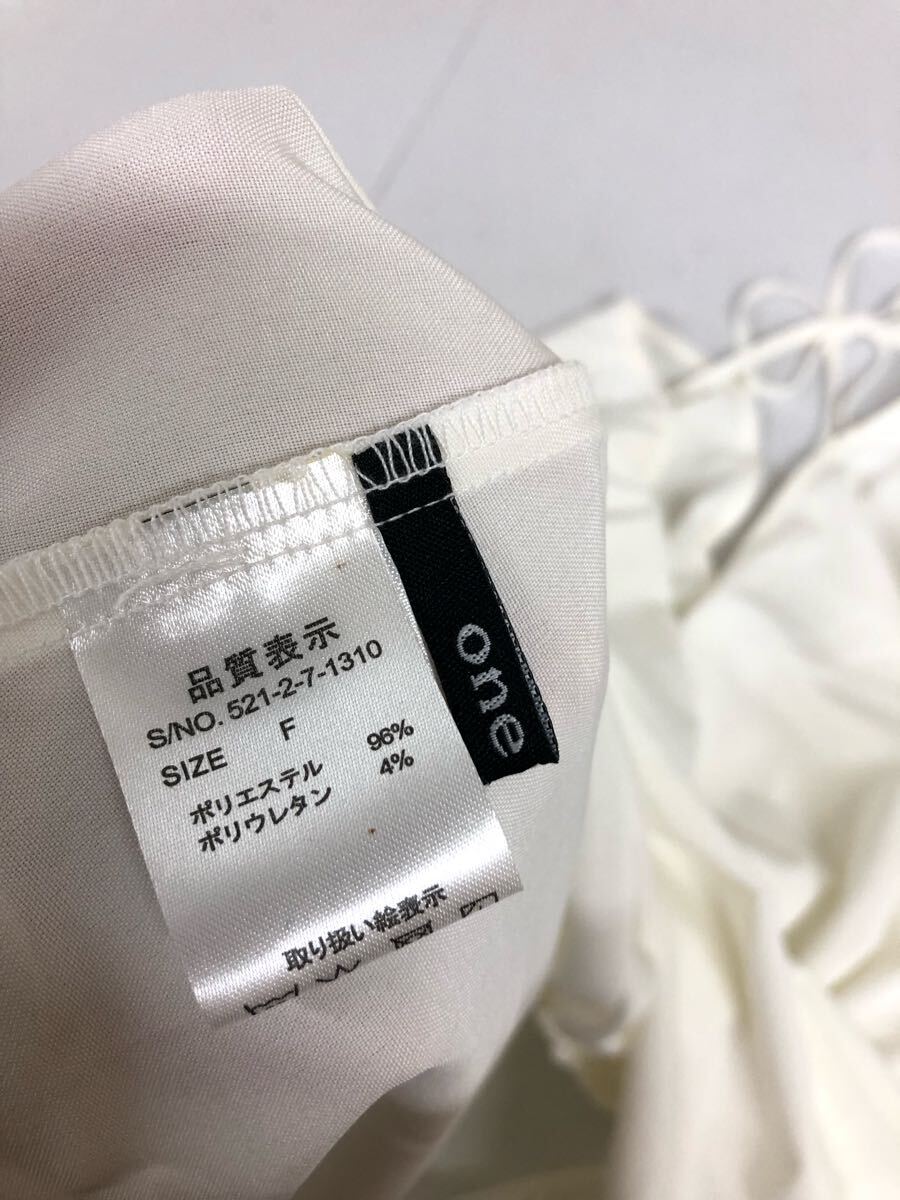 品質表示
S/NO. 521-2-7-1310
SIZE F
ポリエステル 96%
ポリウレタン 4%
取り扱い絵表示
one